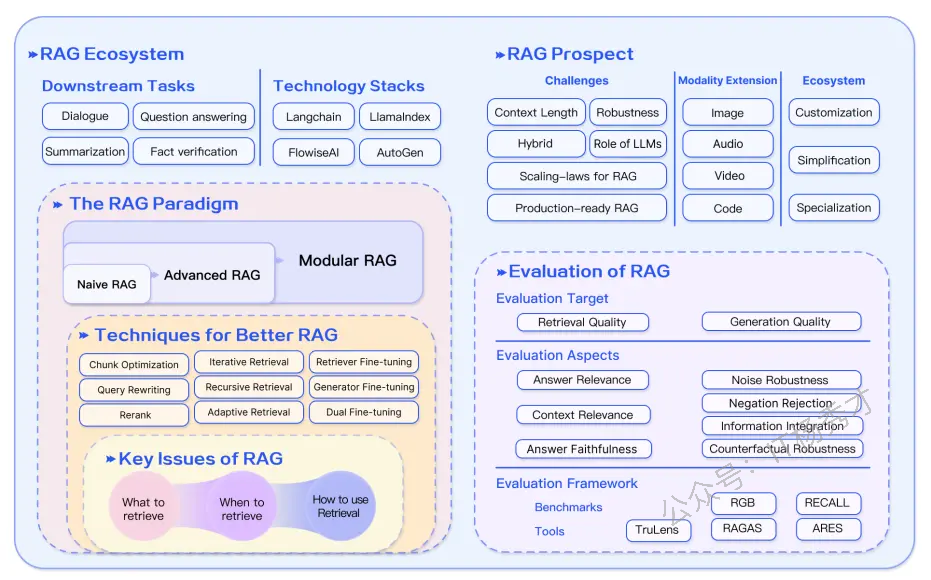 RAG Ecosystem
Downstream Tasks
Dialogue
Question answering
Summarization
Fact verification
Technology Stacks
Langchain
LlamaIndex
FlowiseAI
AutoGen
RAG Prospect
Challenges
Context Length
Robustness
Hybrid
Role of LLMs
Scaling-laws for RAG
Production-ready RAG
Modality Extension
Image
Audio
Video
Code
Ecosystem
Customization
Simplification
Specialization
The RAG Paradigm
Naive RAG
Advanced RAG
Modular RAG
Techniques for Better RAG
Chunk Optimization
Iterative Retrieval
Retriever Fine-tuning
Query Rewriting
Recursive Retrieval
Generator Fine-tuning
Rerank
Adaptive Retrieval
Dual Fine-tuning
Key Issues of RAG
What to
retrieve
When to
retrieve
How to use
Retrieval
Evaluation of RAG
Evaluation Target
Retrieval Quality
Generation Quality
Evaluation Aspects
Answer Relevance
Context Relevance
Answer Faithfulness
Noise Robustness
Negation Rejection
Information Integration
Counterfactual Robustness
Evaluation Framework
Benchmarks
RGB
RECALL
Tools
TruLens
RAGAS
ARES
公众号：IT杨秀才